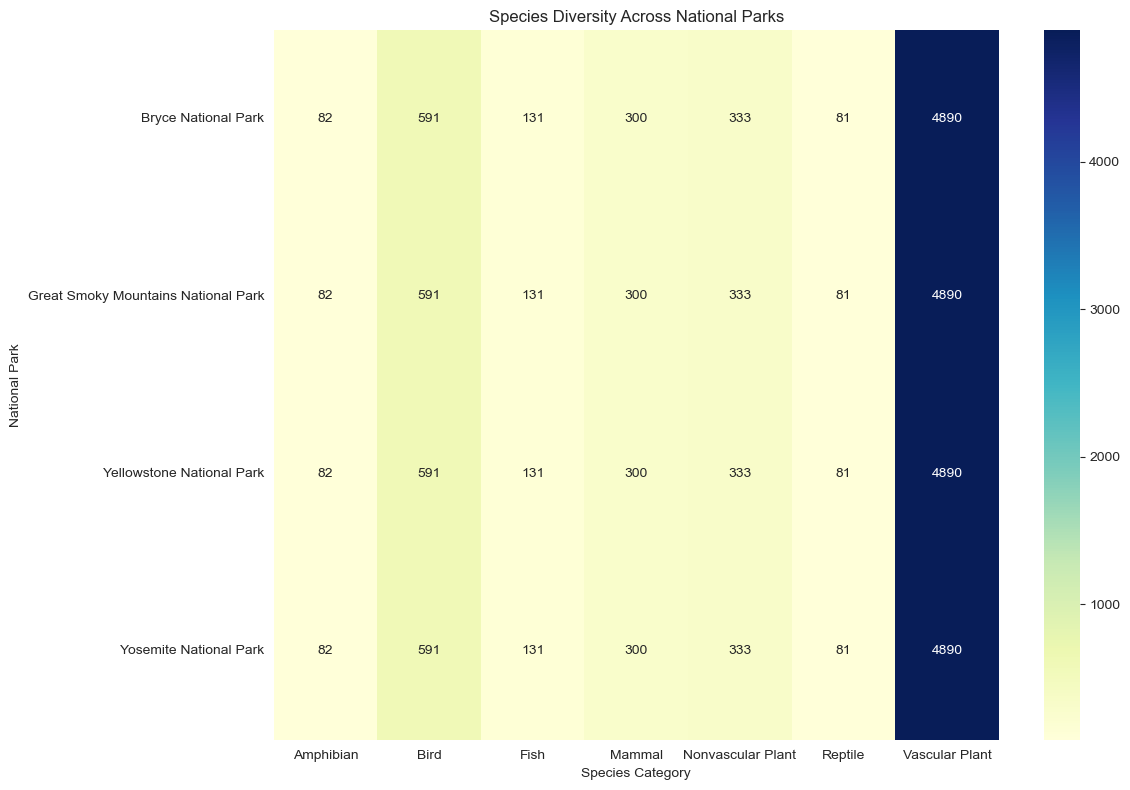 Species Diversity Across National Parks
Bryce National Park 82 591 131 300 333 81 4890
4000
Great Smoky Mountains National Park 82 591 131 300 333 81 4890
3000
National Park
Yellowstone National Park 82 591 131 300 333 81 4890
2000
1000
Yosemite National Park 82 591 131 300 333 81 4890
Amphibian Bird Fish Mammal Nonvascular Plant Reptile Vascular Plant
Species Category